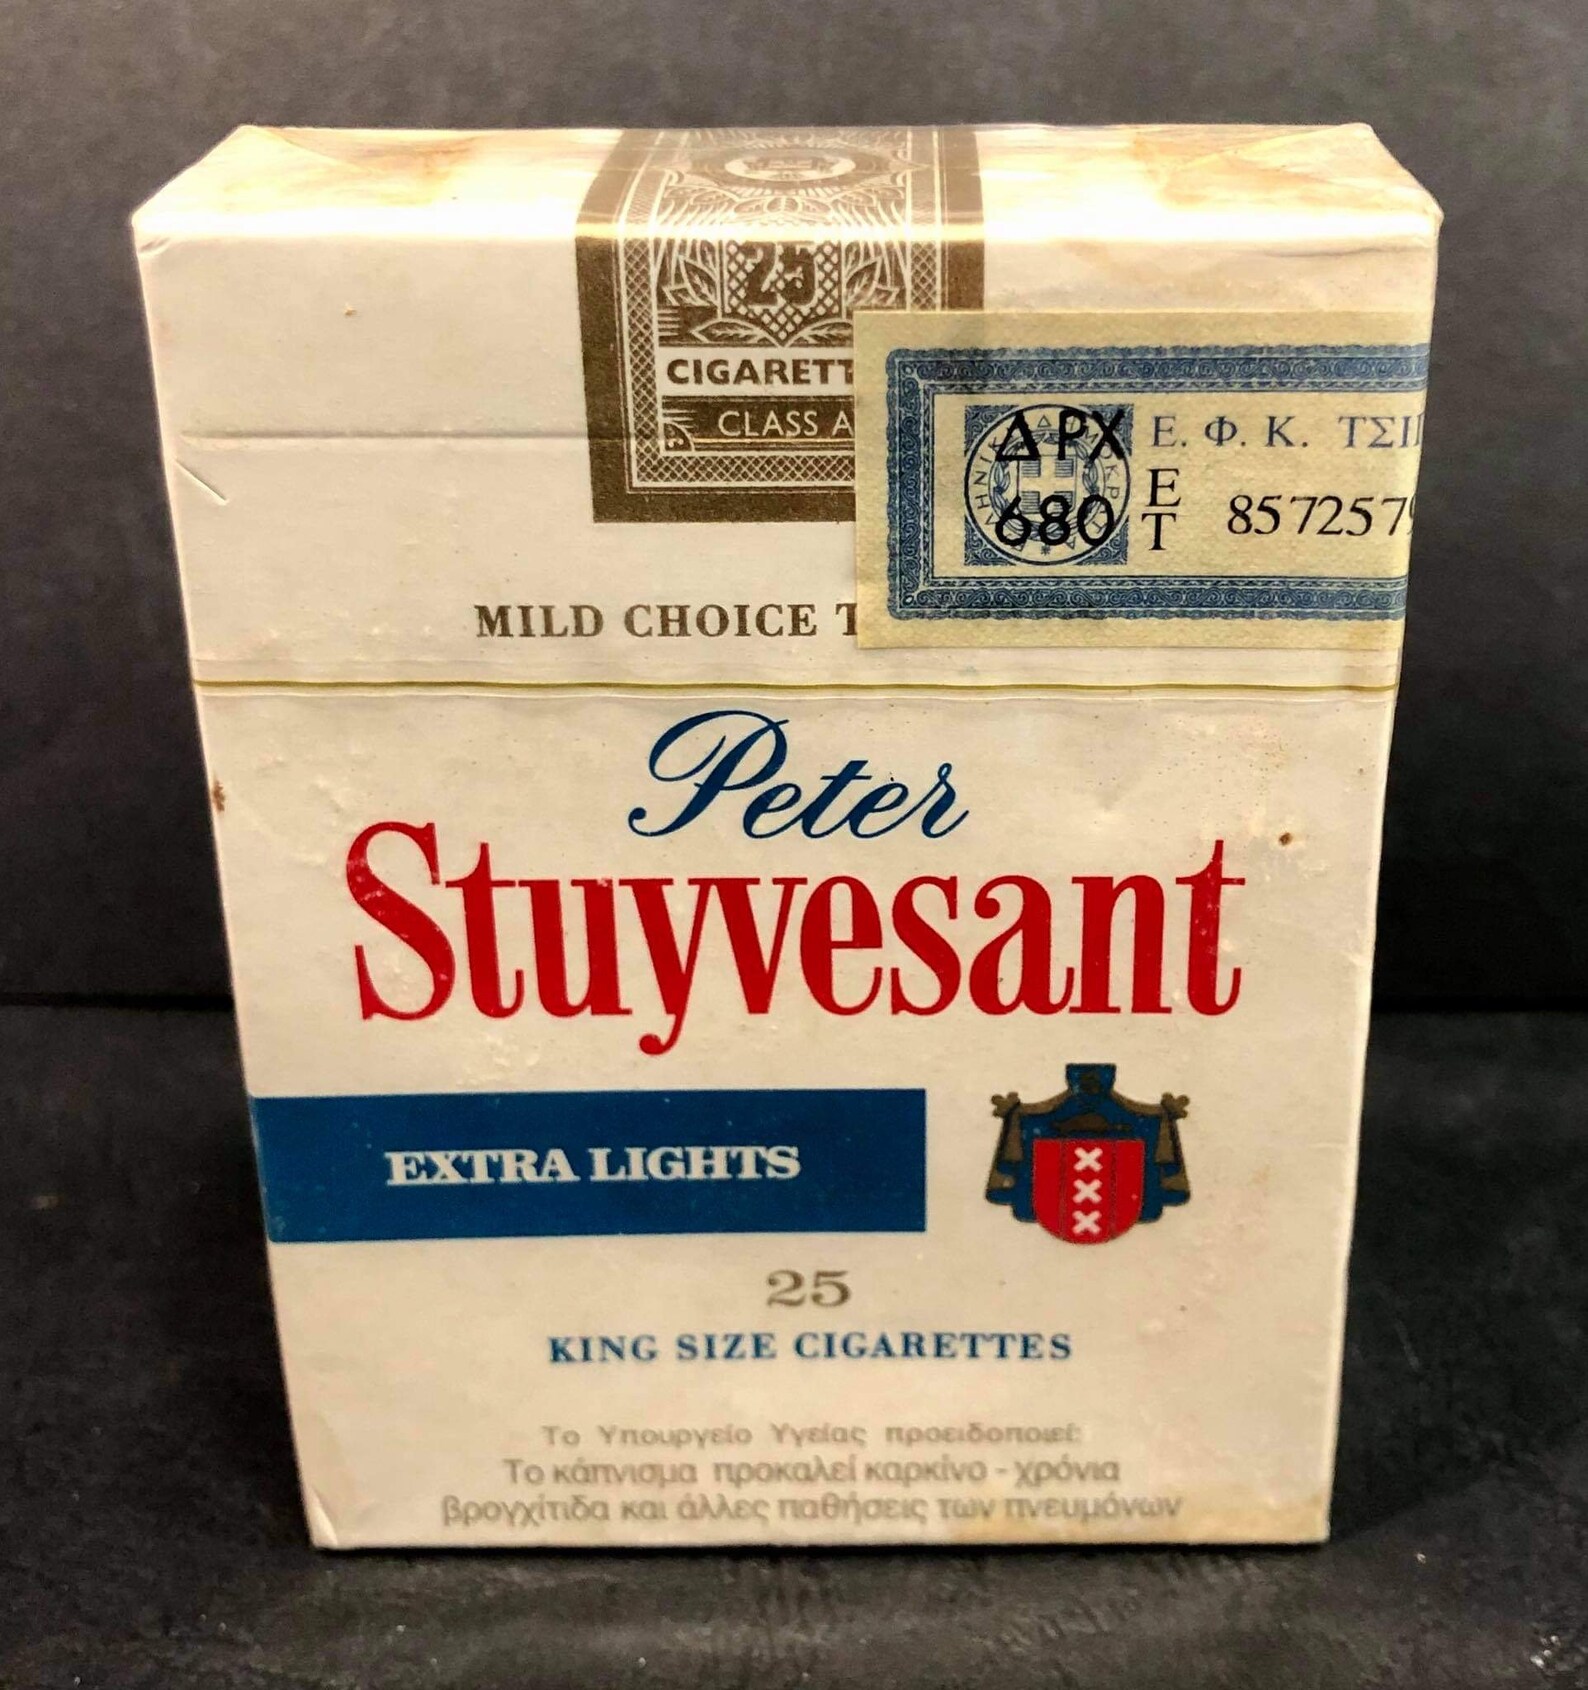 25
CIGARETT
CLASS A
ΔΡΧ
680
Ε. Φ. Κ. ΤΣΙ
Ε
Τ
8572579
MILD CHOICE T
Peter
Stuyvesant
EXTRA LIGHTS
25
KING SIZE CIGARETTES
Το Υπουργείο Υγείας προειδοποιεί:
Το κάπνισμα προκαλεί καρκίνο - χρόνια
βρογχίτιδα και άλλες παθήσεις των πνευμόνων